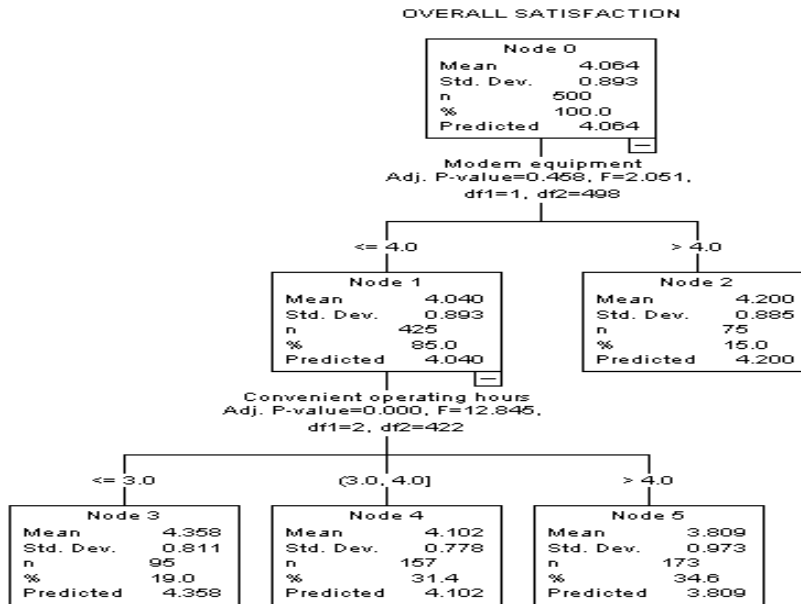 OVERALL SATISFACTION
Node 0
Mean 4.064
Std. Dev. 0.893
n 500
% 100.0
Predicted 4.064
Modern equipment
Adj. P-value=0.458, F=2.051,
df1=1, df2=498
<= 4.0
> 4.0
Node 1
Mean 4.040
Std. Dev. 0.893
n 425
% 85.0
Predicted 4.040
Node 2
Mean 4.200
Std. Dev. 0.885
n 75
% 15.0
Predicted 4.200
Convenient operating hours
Adj. P-value=0.000, F=12.845,
df1=2, df2=422
<= 3.0
(3.0, 4.0]
> 4.0
Node 3
Mean 4.358
Std. Dev. 0.811
n 95
% 19.0
Predicted 4.358
Node 4
Mean 4.102
Std. Dev. 0.778
n 157
% 31.4
Predicted 4.102
Node 5
Mean 3.809
Std. Dev. 0.973
n 173
% 34.6
Predicted 3.809